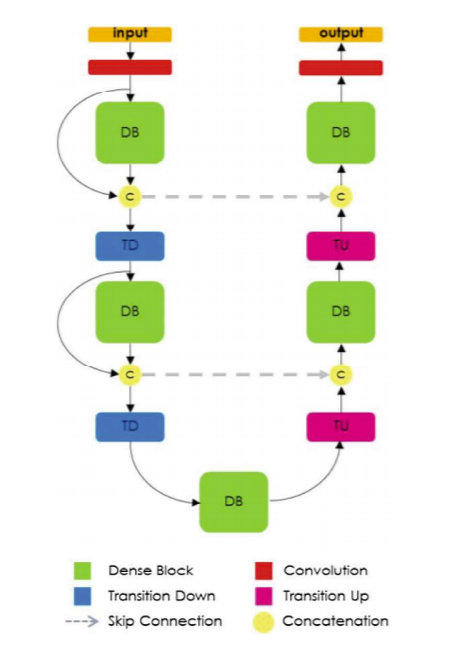 input
output
DB
DB
C
C
TD
TU
DB
DB
C
C
TD
TU
DB
Dense Block
Convolution
Transition Down
Transition Up
Skip Connection
Concatenation